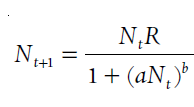 N_{t+1} = \frac{N_t R}{1 + (aN_t)^b}